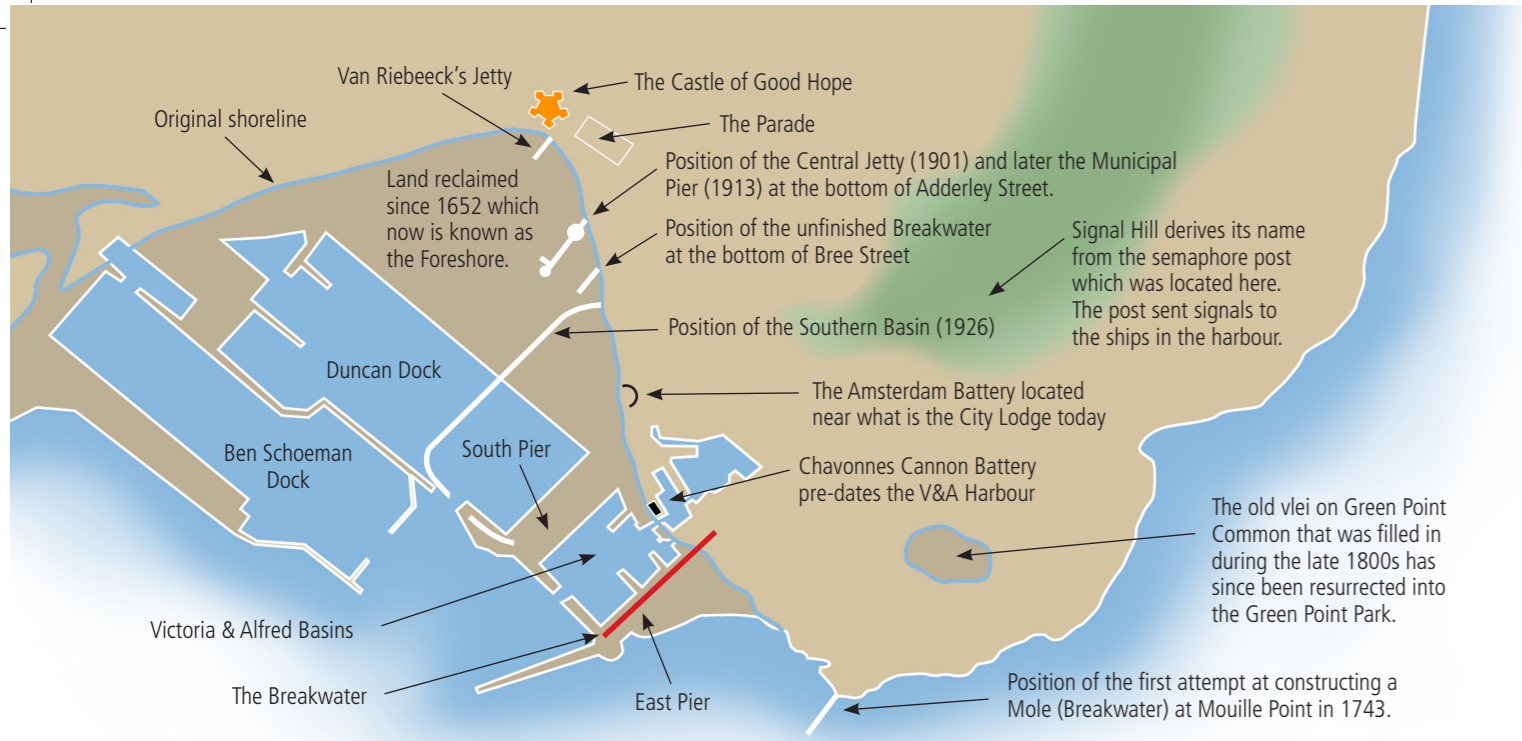 Van Riebeeck’s Jetty
The Castle of Good Hope
Original shoreline
The Parade
Position of the Central Jetty (1901) and later the Municipal
Pier (1913) at the bottom of Adderley Street.
Land reclaimed
since 1652 which
now is known as
the Foreshore.
Position of the unfinished Breakwater
at the bottom of Bree Street
Signal Hill derives its name
from the semaphore post
which was located here.
The post sent signals to
the ships in the harbour.
Position of the Southern Basin (1926)
Duncan Dock
The Amsterdam Battery located
near what is the City Lodge today
Ben Schoeman
Dock
South Pier
Chavonnes Cannon Battery
pre-dates the V&A Harbour
The old vlei on Green Point
Common that was filled in
during the late 1800s has
since been resurrected into
the Green Point Park.
Victoria & Alfred Basins
The Breakwater
East Pier
Position of the first attempt at constructing a
Mole (Breakwater) at Mouille Point in 1743.